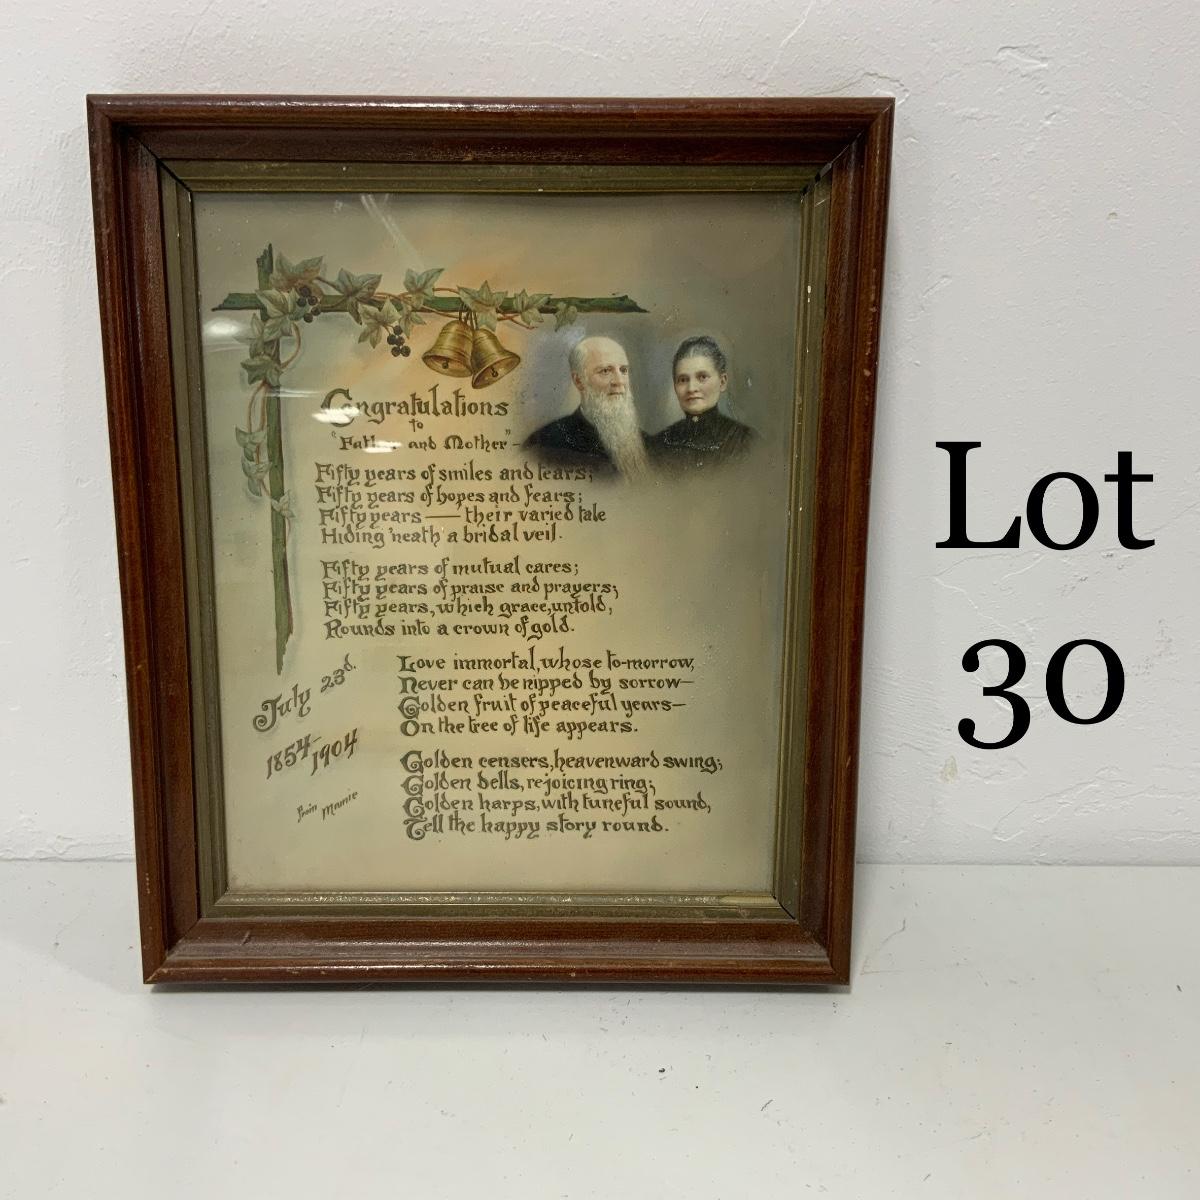 Congratulations
to
"Father and Mother"-
Fifty years of smiles and tears;
Fifty years of hopes and fears;
Fifty years — their varied tale
Hiding 'neath a bridal veil.
Fifty years of mutual cares;
Fifty years of praise and prayers;
Fifty years, which grace, untold,
Rounds into a crown of gold.
Love immortal, whose to-morrow,
Never can be nipped by sorrow—
Golden fruit of peaceful years—
On the tree of life appears.
Golden censers, heavenward swing;
Golden bells, rejoicing ring;
Golden harps, with tuneful sound,
Tell the happy story round.
July 23d.
1854-
1904
From Mamie
Lot
30